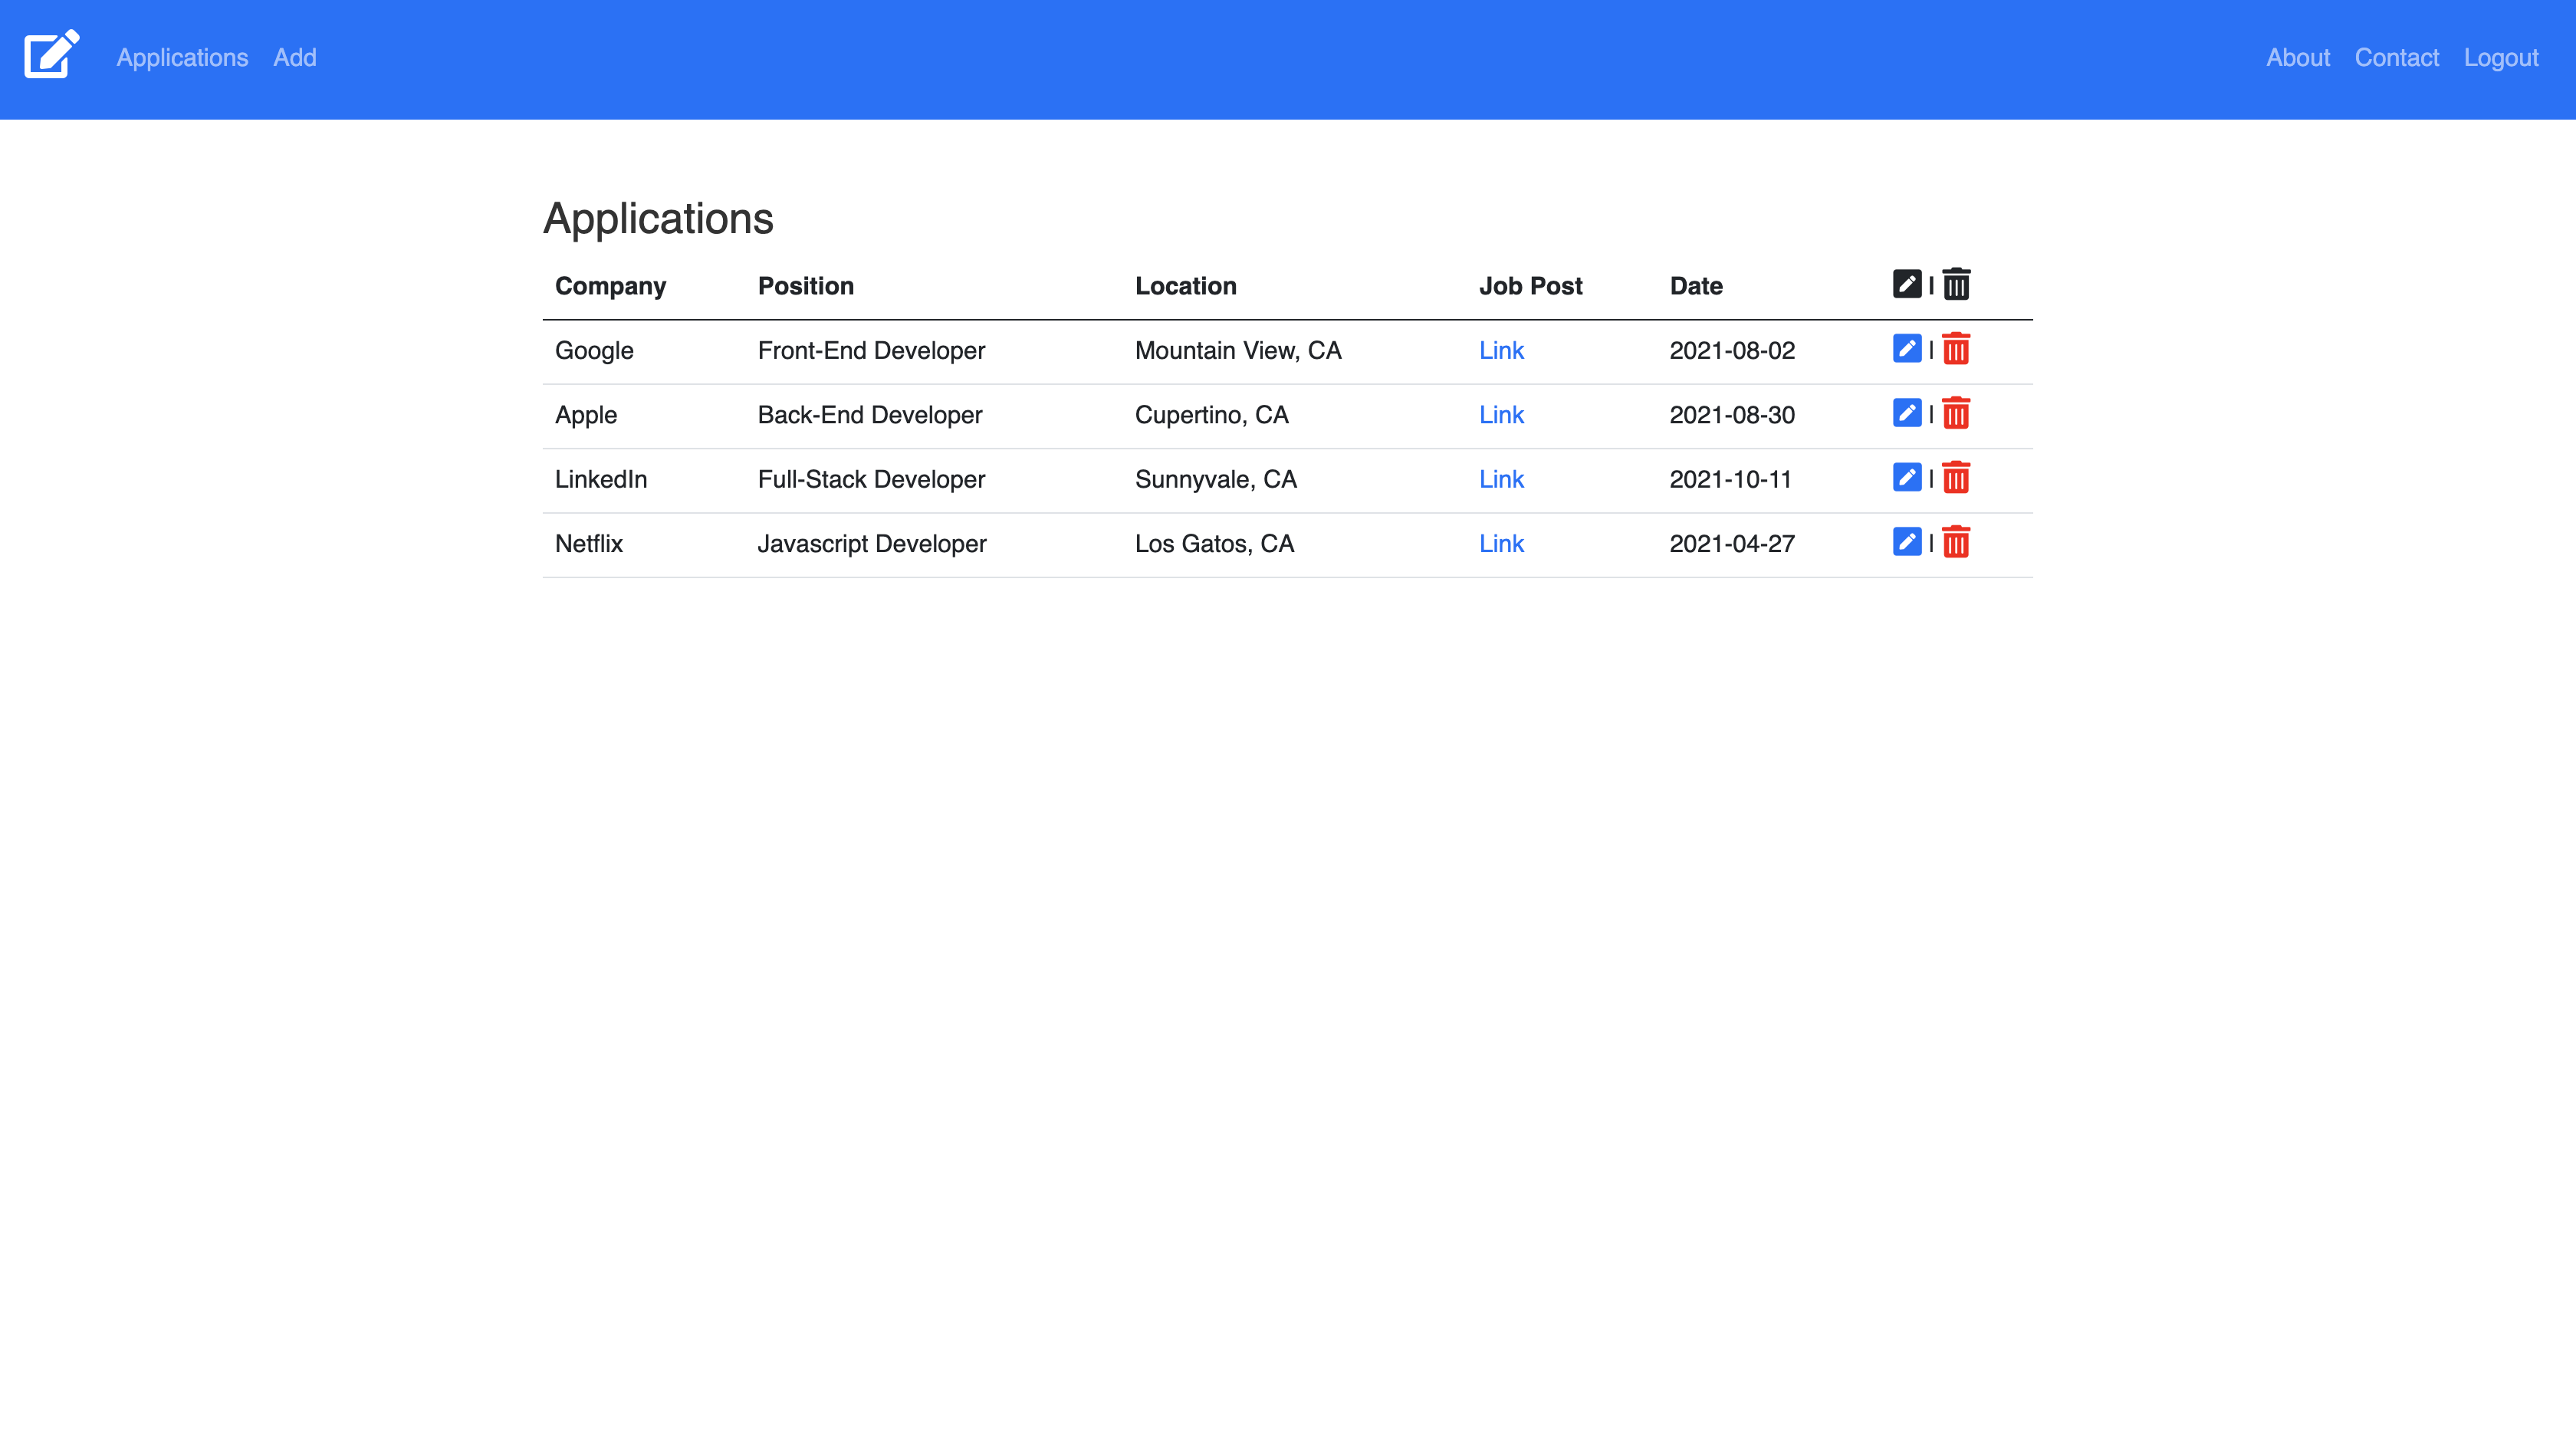 Applications Add About Contact Logout
Applications
Company Position Location Job Post Date |
Google Front-End Developer Mountain View, CA Link 2021-08-02 |
Apple Back-End Developer Cupertino, CA Link 2021-08-30 |
LinkedIn Full-Stack Developer Sunnyvale, CA Link 2021-10-11 |
Netflix Javascript Developer Los Gatos, CA Link 2021-04-27 |